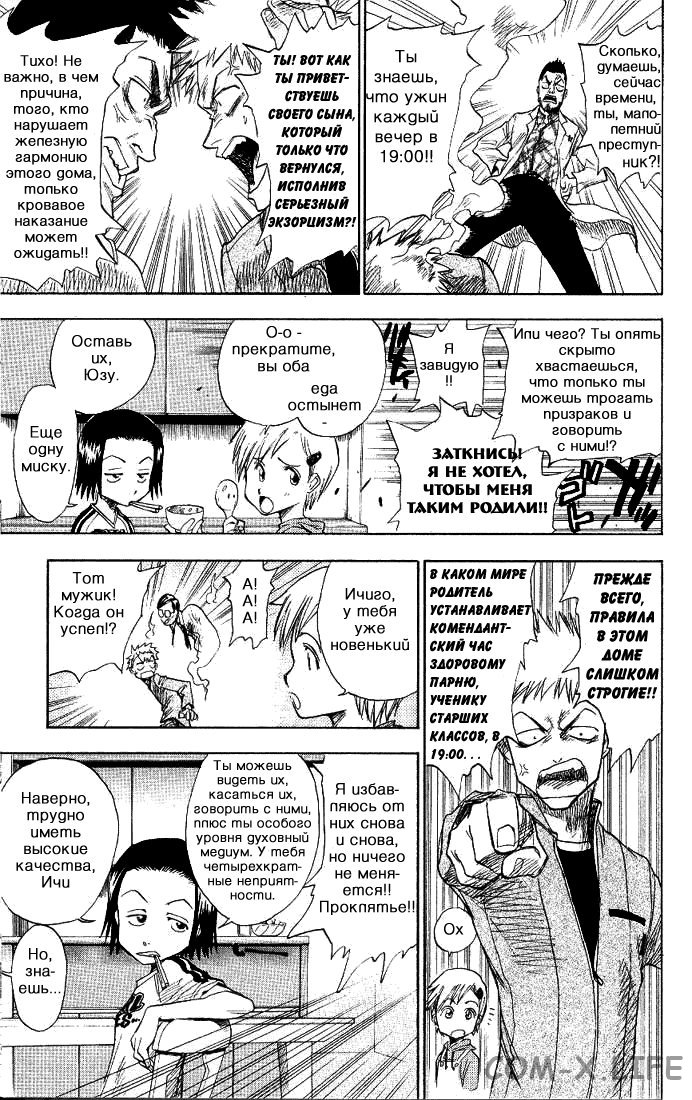 Сколько,
думаешь,
сейчас
времени,
ты, мало-
летний
преступ-
ник?!
Ты
знаешь,
что ужин
каждый
вечер в
19:00!!
ТЫ! ВОТ КАК
ТЫ ПРИВЕТ-
СТВУЕШЬ
СВОЕГО СЫНА,
КОТОРЫЙ
ТОЛЬКО ЧТО
ВЕРНУЛСЯ,
ИСПОЛНИВ
СЕРЬЕЗНЫЙ
ЭКЗОРЦИЗМ?!
Тихо! Не
важно, в чем
причина,
того, кто
нарушает
железную
гармонию
этого дома,
только
кровавое
наказание
может
ожидать!!
Или чего? Ты опять
скрыто
хвастаешься,
что только ты
можешь трогать
призраков и
говорить
с ними!?
Я
завидую
!!
ЗАТКНИСЬ!
Я НЕ ХОТЕЛ,
ЧТОБЫ МЕНЯ
ТАКИМ РОДИЛИ!!
О-о -
прекратите,
вы оба
еда
остынет
Оставь
их,
Юзу.
Еще
одну
миску.
ПРЕЖДЕ
ВСЕГО,
ПРАВИЛА
В ЭТОМ
ДОМЕ
СЛИШКОМ
СТРОГИЕ!!
В КАКОМ МИРЕ
РОДИТЕЛЬ
УСТАНАВЛИВАЕТ
КОМЕНДАНТ-
СКИЙ ЧАС
ЗДОРОВОМУ
ПАРНЮ,
УЧЕНИКУ
СТАРШИХ
КЛАССОВ, В
19:00...
Ох
Ичиго,
у тебя
уже
новенький
А!
А!
А!
Тот
мужик!
Когда он
успел!?
Я избав-
ляюсь от
них снова
и снова,
но ничего
не меня-
ется!!
Проклятье!!
Ты можешь
видеть их,
касаться их,
говорить с ними,
плюс ты особого
уровня духовный
медиум. У тебя
четырехкрат-
ные неприят-
ности.
Наверно,
трудно
иметь
высокие
качества,
Ичи
Но,
зна-
ешь...
COM-X.LIFE